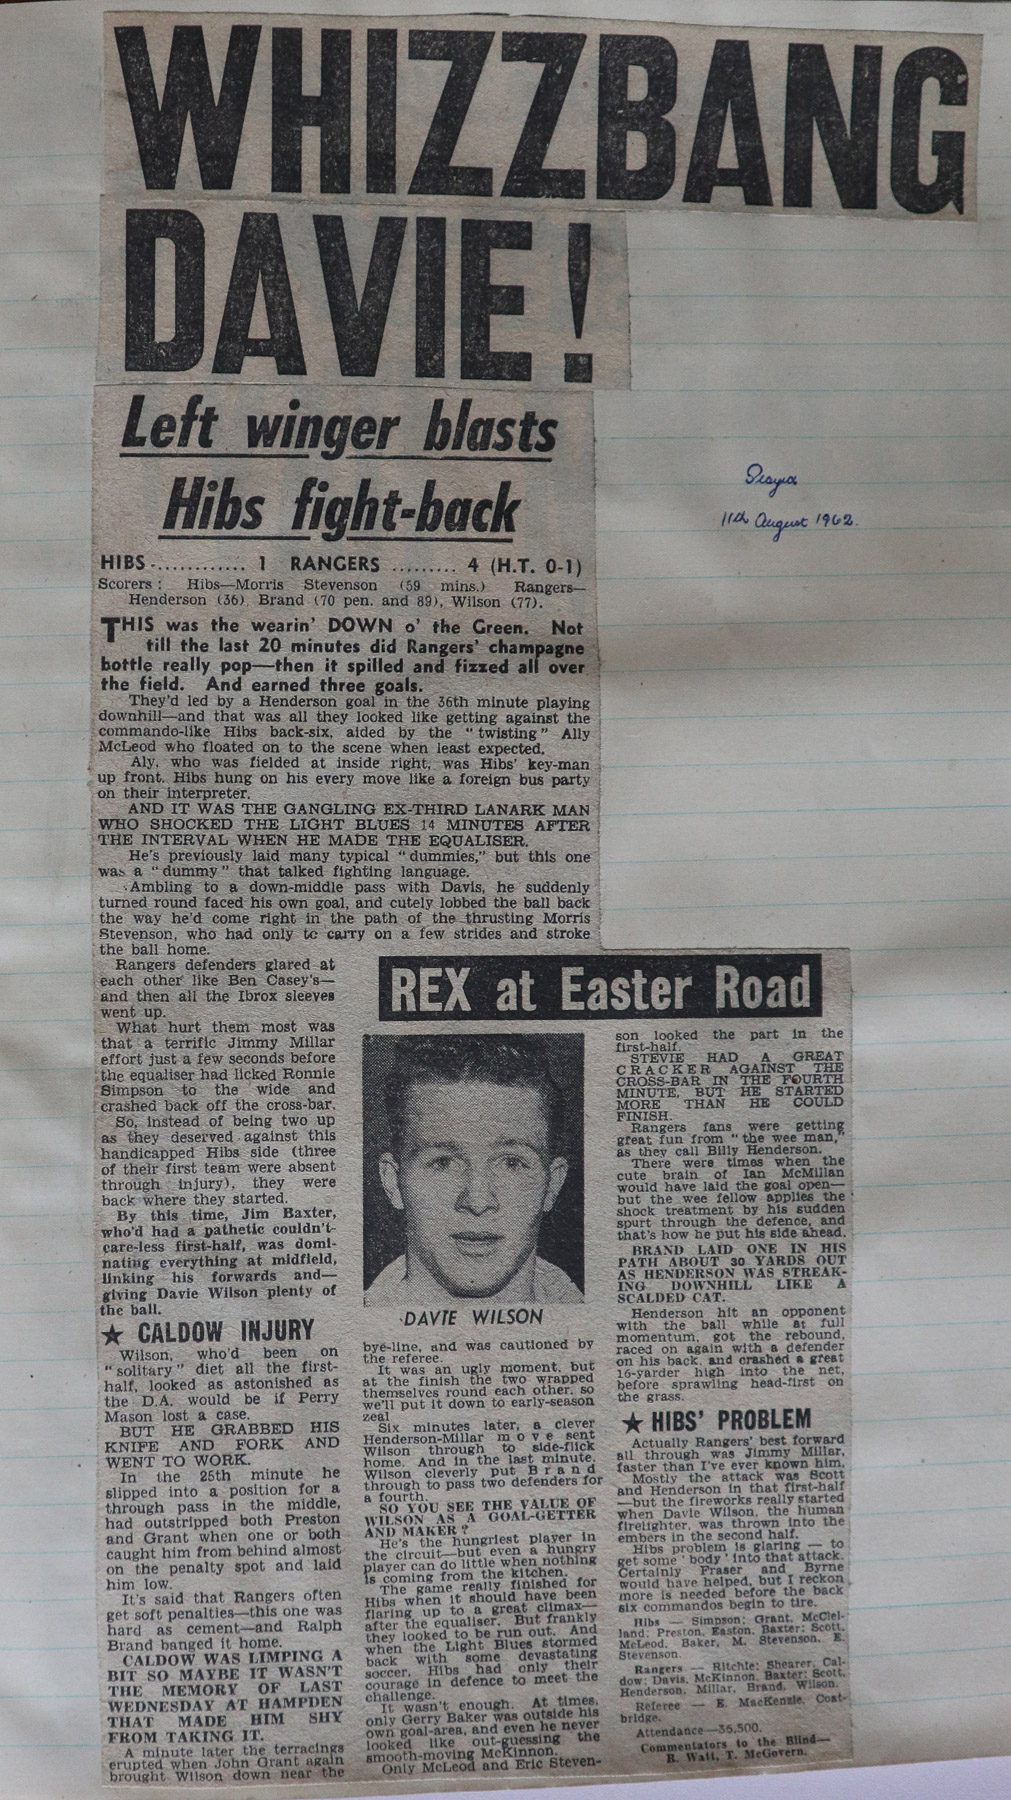 WHIZZBANG
DAVIE!
Left winger blasts
Hibs fight-back
11th August 1962.
HIBS............. 1 RANGERS ......... 4 (H.T. 0-1)
Scorers: Hibs—Morris Stevenson (59 mins.) Rangers—
Henderson (36) Brand (70 pen. and 89), Wilson (77).
THIS was the wearin' DOWN o' the Green. Not
till the last 20 minutes did Rangers' champagne
bottle really pop—then it spilled and fizzed all over
the field. And earned three goals.
They'd led by a Henderson goal in the 36th minute playing
downhill—and that was all they looked like getting against the
commando-like Hibs back-six, aided by the "twisting" Ally
McLeod who floated on to the scene when least expected.
Aly, who was fielded at inside right, was Hibs' key-man
up front. Hibs hung on his every move like a foreign bus party
on their interpreter.
AND IT WAS THE GANGLING EX-THIRD LANARK MAN
WHO SHOCKED THE LIGHT BLUES 14 MINUTES AFTER
THE INTERVAL WHEN HE MADE THE EQUALISER.
He's previously laid many typical "dummies," but this one
was a "dummy" that talked fighting language.
Ambling to a down-middle pass with Davis, he suddenly
turned round faced his own goal, and cutely lobbed the ball back
the way he'd come right in the path of the thrusting Morris
Stevenson, who had only to carry on a few strides and stroke
the ball home.
Rangers defenders glared at
each other like Ben Casey's—
and then all the Ibrox sleeves
went up.
What hurt them most was
that a terrific Jimmy Millar
effort just a few seconds before
the equaliser had licked Ronnie
Simpson to the wide and
crashed back off the cross-bar.
So, instead of being two up
as they deserved against this
handicapped Hibs side (three
of their first team were absent
through injury), they were
back where they started.
By this time, Jim Baxter,
who'd had a pathetic couldn't-
care-less first-half, was domi-
nating everything at midfield,
linking his forwards and—
giving Davie Wilson plenty of
the ball.
★ CALDOW INJURY
Wilson, who'd been on
"solitary" diet all the first-
half, looked as astonished as
the D.A. would be if Perry
Mason lost a case.
BUT HE GRABBED HIS
KNIFE AND FORK AND
WENT TO WORK.
In the 25th minute he
slipped into a position for a
through pass in the middle,
had outstripped both Preston
and Grant when one or both
caught him from behind almost
on the penalty spot and laid
him low.
It's said that Rangers often
get soft penalties—this one was
hard as cement—and Ralph
Brand banged it home.
CALDOW WAS LIMPING A
BIT SO MAYBE IT WASN'T
THE MEMORY OF LAST
WEDNESDAY AT HAMPDEN
THAT MADE HIM SHY
FROM TAKING IT.
A minute later the terracings
erupted when John Grant again
brought Wilson down near the
REX at Easter Road
DAVIE WILSON
bye-line, and was cautioned by
the referee.
It was an ugly moment, but
at the finish the two wrapped
themselves round each other, so
we'll put it down to early-season
zeal
Six minutes later, a clever
Henderson-Millar move sent
Wilson through to side-flick
home. And in the last minute,
Wilson cleverly put Brand
through to pass two defenders for
a fourth.
SO YOU SEE THE VALUE OF
WILSON AS A GOAL-GETTER
AND MAKER?
He's the hungriest player in
the circuit—but even a hungry
player can do little when nothing
is coming from the kitchen.
The game really finished for
Hibs when it should have been
flaring up to a great climax—
after the equaliser. But frankly
they looked to be run out. And
when the Light Blues stormed
back with some devastating
soccer, Hibs had only their
courage in defence to meet the
challenge.
It wasn't enough. At times,
only Gerry Baker was outside his
own goal-area, and even he never
looked like out-guessing the
smooth-moving McKinnon.
Only McLeod and Eric Steven-
son looked the part in the
first-half.
STEVIE HAD A GREAT
CRACKER AGAINST THE
CROSS-BAR IN THE FOURTH
MINUTE, BUT HE STARTED
MORE THAN HE COULD
FINISH.
Rangers fans were getting
great fun from "the wee man,"
as they call Billy Henderson.
There were times when the
cute brain of Ian McMillan
would have laid the goal open—
but the wee fellow applies the
shock treatment by his sudden
spurt through the defence, and
that's how he put his side ahead.
BRAND LAID ONE IN HIS
PATH ABOUT 30 YARDS OUT
AS HENDERSON WAS STREAK-
ING DOWNHILL LIKE A
SCALDED CAT.
Henderson hit an opponent
with the ball while at full
momentum, got the rebound,
raced on again with a defender
on his back, and crashed a great
16-yarder high into the net,
before sprawling head-first on
the grass.
★ HIBS' PROBLEM
Actually Rangers' best forward
all through was Jimmy Millar,
faster than I've ever known him.
Mostly the attack was Scott
and Henderson in that first-half
—but the fireworks really started
when Davie Wilson, the human
firelighter, was thrown into the
embers in the second half.
Hibs problem is glaring — to
get some 'body' into that attack.
Certainly Fraser and Byrne
would have helped, but I reckon
more is needed before the back
six commandos begin to tire.
Hibs — Simpson; Grant, McClel-
land; Preston, Easton, Baxter; Scott,
McLeod, Baker, M. Stevenson, E.
Stevenson.
Rangers — Ritchie; Shearer, Cal-
dow; Davis, McKinnon, Baxter; Scott,
Henderson, Millar, Brand, Wilson.
Referee — E. MacKenzie, Coat-
bridge.
Attendance—36,500.
Commentators to the Blind—
R. Wait, T. McGovern.